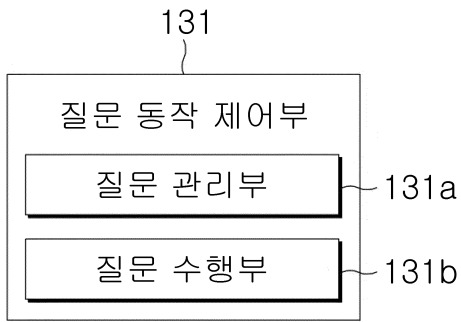 131
질문 동작 제어부
질문 관리부
131a
질문 수행부
131b